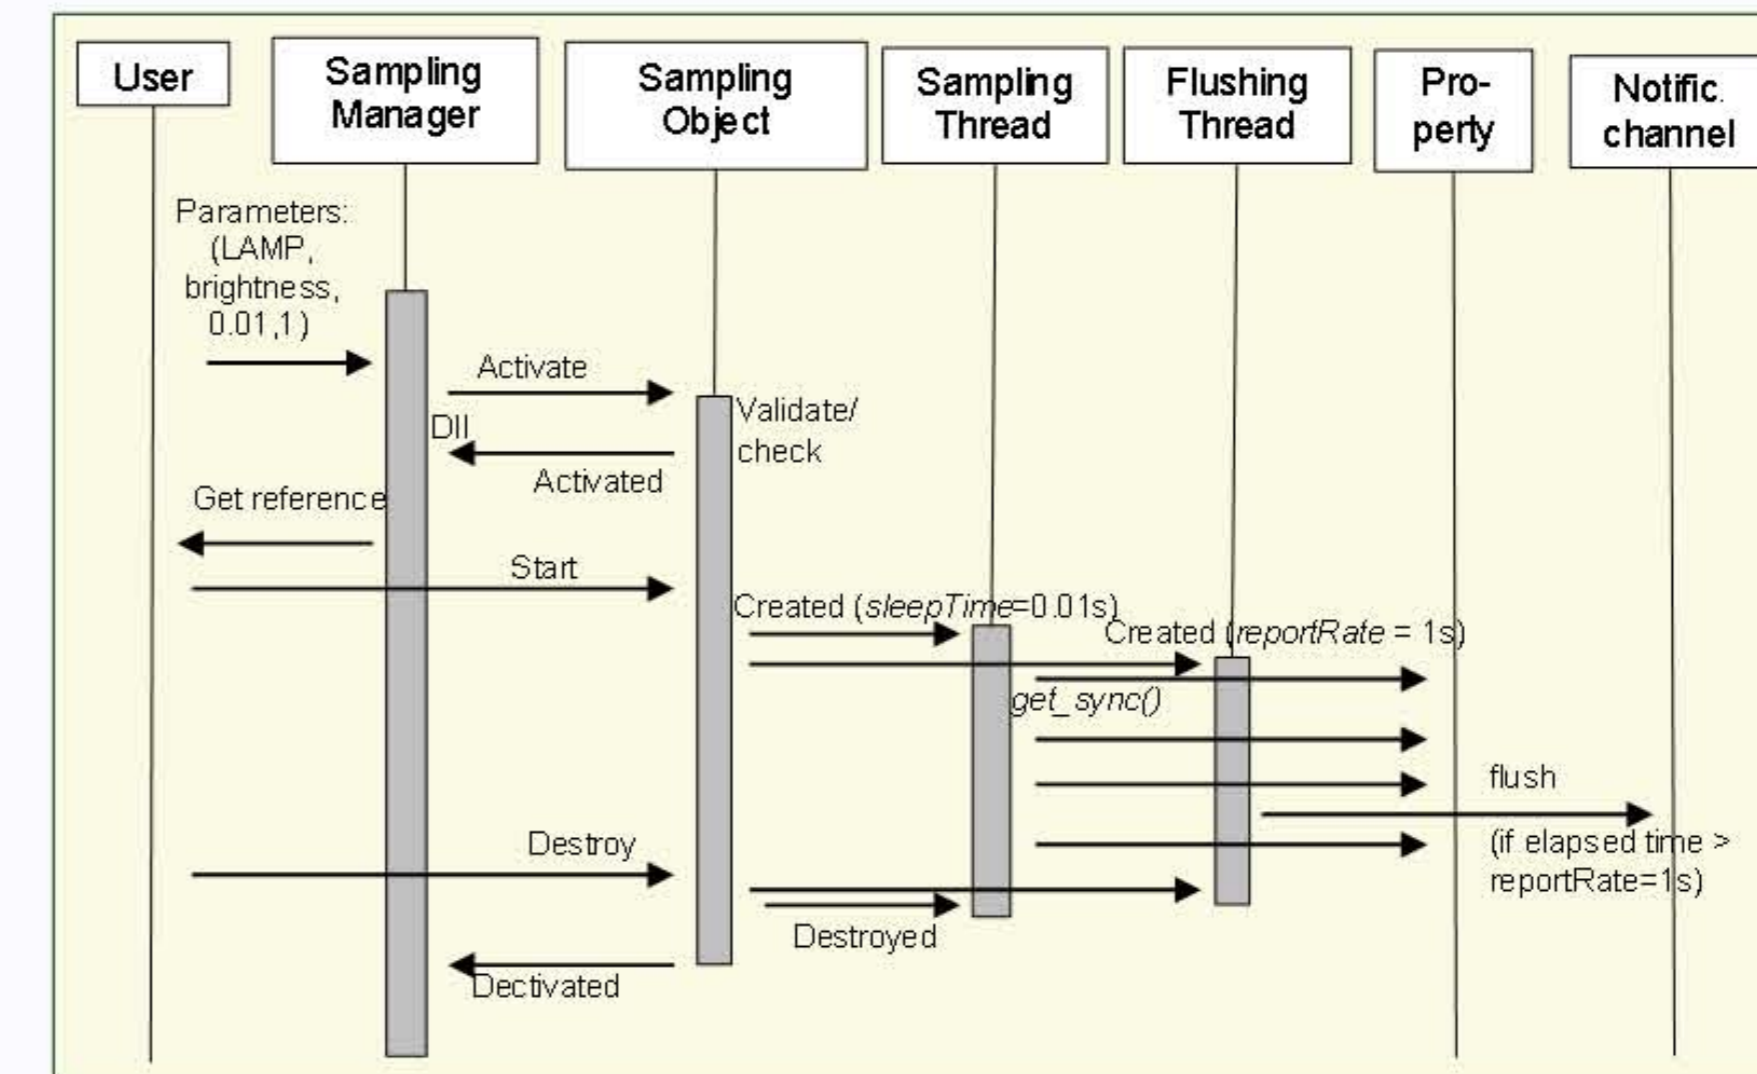 User
Sampling
Manager
Sampling
Object
Sampling
Thread
Flushing
Thread
Pro-
perty
Notific.
channel
Parameters:
(LAMP,
brightness,
0.01,1)
Activate
Validate/
check
DII
Activated
Get reference
Start
Created (sleepTime=0.01s)
Created (reportRate = 1s)
get_sync()
flush
(if elapsed time >
reportRate=1s)
Destroy
Destroyed
Dectivated